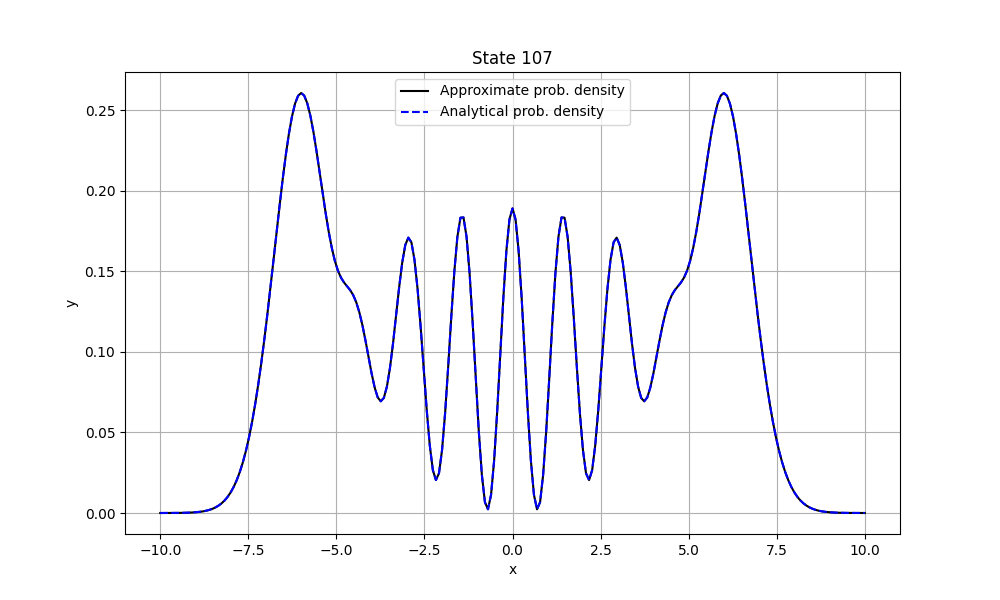 State 107
Approximate prob. density
Analytical prob. density
0.25
0.20
0.15
0.10
0.05
0.00
y
−10.0 −7.5 −5.0 −2.5 0.0 2.5 5.0 7.5 10.0
x